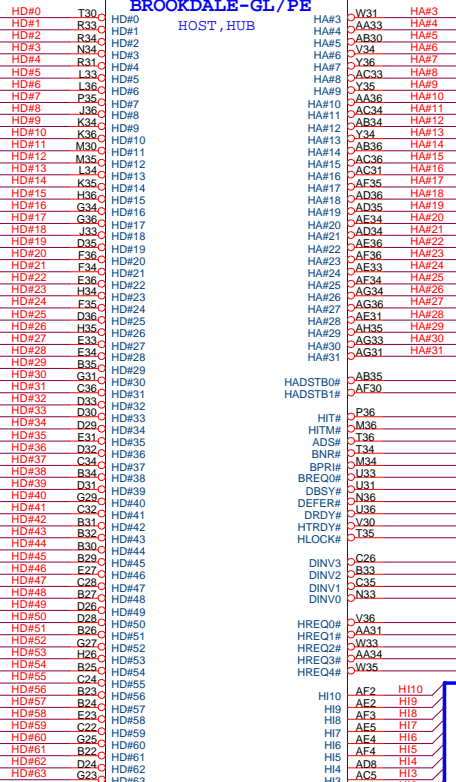 BROOKDALE-GL/PE
HOST,HUB
HD#0 T30 HD#0
HD#1 R33 HD#1
HD#2 R34 HD#2
HD#3 N34 HD#3
HD#4 R31 HD#4
HD#5 L33 HD#5
HD#6 L36 HD#6
HD#7 P35 HD#7
HD#8 J36 HD#8
HD#9 K34 HD#9
HD#10 K36 HD#10
HD#11 M30 HD#11
HD#12 M35 HD#12
HD#13 L34 HD#13
HD#14 K35 HD#14
HD#15 H36 HD#15
HD#16 G34 HD#16
HD#17 G36 HD#17
HD#18 J33 HD#18
HD#19 D35 HD#19
HD#20 F36 HD#20
HD#21 F34 HD#21
HD#22 E36 HD#22
HD#23 H34 HD#23
HD#24 F35 HD#24
HD#25 D36 HD#25
HD#26 H35 HD#26
HD#27 E33 HD#27
HD#28 E34 HD#28
HD#29 B35 HD#29
HD#30 G31 HD#30
HD#31 C36 HD#31
HD#32 D33 HD#32
HD#33 D30 HD#33
HD#34 D29 HD#34
HD#35 E31 HD#35
HD#36 D32 HD#36
HD#37 C34 HD#37
HD#38 B34 HD#38
HD#39 D31 HD#39
HD#40 G29 HD#40
HD#41 C32 HD#41
HD#42 B31 HD#42
HD#43 B32 HD#43
HD#44 B30 HD#44
HD#45 B29 HD#45
HD#46 E27 HD#46
HD#47 C28 HD#47
HD#48 B27 HD#48
HD#49 D26 HD#49
HD#50 D28 HD#50
HD#51 B26 HD#51
HD#52 G27 HD#52
HD#53 H26 HD#53
HD#54 B25 HD#54
HD#55 C24 HD#55
HD#56 B23 HD#56
HD#57 B24 HD#57
HD#58 E23 HD#58
HD#59 C22 HD#59
HD#60 G25 HD#60
HD#61 B22 HD#61
HD#62 D24 HD#62
HD#63 G23 HD#63
HA#3 W31 HA#3
HA#4 AA33 HA#4
HA#5 AB30 HA#5
HA#6 V34 HA#6
HA#7 Y36 HA#7
HA#8 AC33 HA#8
HA#9 Y35 HA#9
HA#10 AA36 HA#10
HA#11 AC34 HA#11
HA#12 AB34 HA#12
HA#13 Y34 HA#13
HA#14 AB36 HA#14
HA#15 AC36 HA#15
HA#16 AC31 HA#16
HA#17 AF35 HA#17
HA#18 AD36 HA#18
HA#19 AD35 HA#19
HA#20 AE34 HA#20
HA#21 AD34 HA#21
HA#22 AE36 HA#22
HA#23 AF36 HA#23
HA#24 AE33 HA#24
HA#25 AF34 HA#25
HA#26 AG34 HA#26
HA#27 AG36 HA#27
HA#28 AE31 HA#28
HA#29 AH35 HA#29
HA#30 AG33 HA#30
HA#31 AG31 HA#31
HADSTB0# AB35
HADSTB1# AF30
HIT# P36
HITM# M36
ADS# T36
BNR# T34
BPRI# M34
BREQ0# U33
DBSY# U31
DEFER# N36
DRDY# U36
HTRDY# V30
HLOCK# T35
DINV3 C26
DINV2 B33
DINV1 C35
DINV0 N33
HREQ0# V36
HREQ1# AA31
HREQ2# W33
HREQ3# AA34
HREQ4# W35
HI10 AF2 HI10
HI9 AE2 HI9
HI8 AF3 HI8
HI7 AE5 HI7
HI6 AE4 HI6
HI5 AF4 HI5
HI4 AD8 HI4
HI3 AC5 HI3